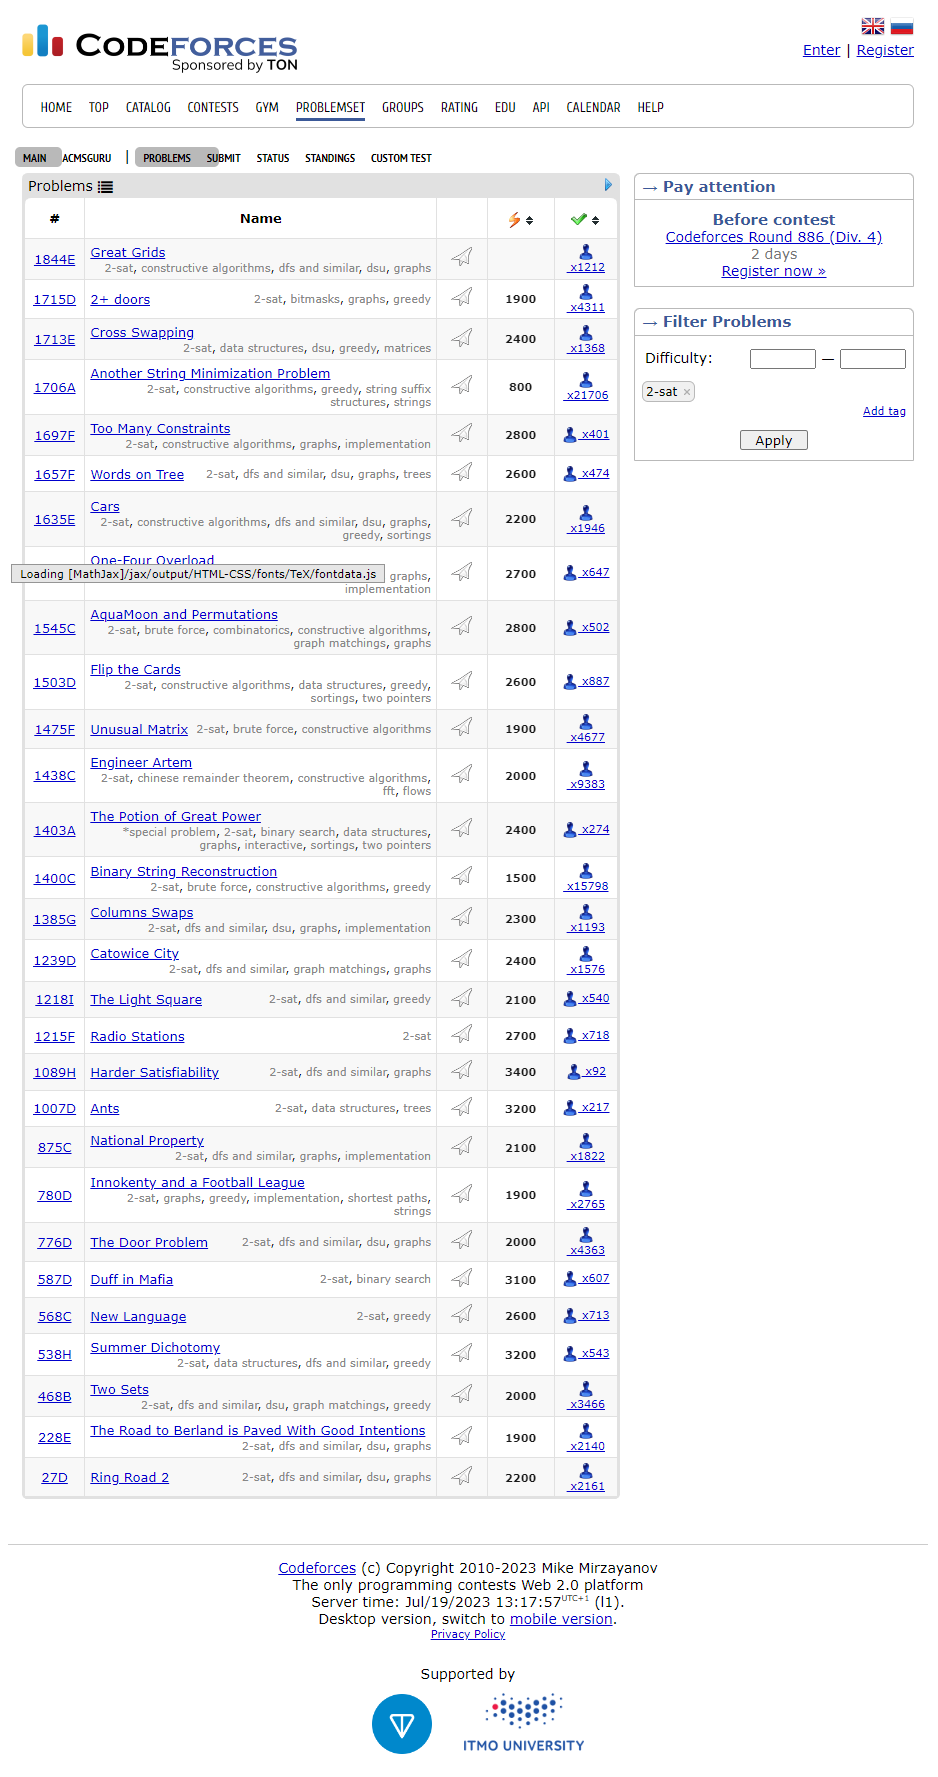 CODEFORCES
Sponsored by TON
Enter | Register
HOME TOP CATALOG CONTESTS GYM PROBLEMSET GROUPS RATING EDU API CALENDAR HELP
MAIN ACMSGURU | PROBLEMS SUBMIT STATUS STANDINGS CUSTOM TEST
Problems
# Name
1844E Great Grids
2-sat, constructive algorithms, dfs and similar, dsu, graphs
x1212
1715D 2+ doors 2-sat, bitmasks, graphs, greedy 1900 x4311
1713E Cross Swapping
2-sat, data structures, dsu, greedy, matrices
2400 x1368
1706A Another String Minimization Problem
2-sat, constructive algorithms, greedy, string suffix
structures, strings
800 x21706
1697F Too Many Constraints
2-sat, constructive algorithms, graphs, implementation
2800 x401
1657F Words on Tree 2-sat, dfs and similar, dsu, graphs, trees 2600 x474
1635E Cars
2-sat, constructive algorithms, dfs and similar, dsu, graphs,
greedy, sortings
2200 x1946
One-Four Overload
Loading [MathJax]/jax/output/HTML-CSS/fonts/TeX/fontdata.js
graphs,
implementation
2700 x647
1545C AquaMoon and Permutations
2-sat, brute force, combinatorics, constructive algorithms,
graph matchings, graphs
2800 x502
1503D Flip the Cards
2-sat, constructive algorithms, data structures, greedy,
sortings, two pointers
2600 x887
1475F Unusual Matrix 2-sat, brute force, constructive algorithms 1900 x4677
1438C Engineer Artem
2-sat, chinese remainder theorem, constructive algorithms,
fft, flows
2000 x9383
1403A The Potion of Great Power
*special problem, 2-sat, binary search, data structures,
graphs, interactive, sortings, two pointers
2400 x274
1400C Binary String Reconstruction
2-sat, brute force, constructive algorithms, greedy
1500 x15798
1385G Columns Swaps
2-sat, dfs and similar, dsu, graphs, implementation
2300 x1193
1239D Catowice City
2-sat, dfs and similar, graph matchings, graphs
2400 x1576
1218I The Light Square 2-sat, dfs and similar, greedy 2100 x540
1215F Radio Stations 2-sat 2700 x718
1089H Harder Satisfiability 2-sat, dfs and similar, graphs 3400 x92
1007D Ants 2-sat, data structures, trees 3200 x217
875C National Property
2-sat, dfs and similar, graphs, implementation
2100 x1822
780D Innokenty and a Football League
2-sat, graphs, greedy, implementation, shortest paths,
strings
1900 x2765
776D The Door Problem 2-sat, dfs and similar, dsu, graphs 2000 x4363
587D Duff in Mafia 2-sat, binary search 3100 x607
568C New Language 2-sat, greedy 2600 x713
538H Summer Dichotomy
2-sat, data structures, dfs and similar, greedy
3200 x543
468B Two Sets
2-sat, dfs and similar, dsu, graph matchings, greedy
2000 x3466
228E The Road to Berland is Paved With Good Intentions
2-sat, dfs and similar, dsu, graphs
1900 x2140
27D Ring Road 2 2-sat, dfs and similar, dsu, graphs 2200 x2161
→ Pay attention
Before contest
Codeforces Round 886 (Div. 4)
2 days
Register now »
→ Filter Problems
Difficulty: —
2-sat ×
Add tag
Apply
Codeforces (c) Copyright 2010-2023 Mike Mirzayanov
The only programming contests Web 2.0 platform
Server time: Jul/19/2023 13:17:57UTC+1 (l1).
Desktop version, switch to mobile version.
Privacy Policy
Supported by
ITMO UNIVERSITY